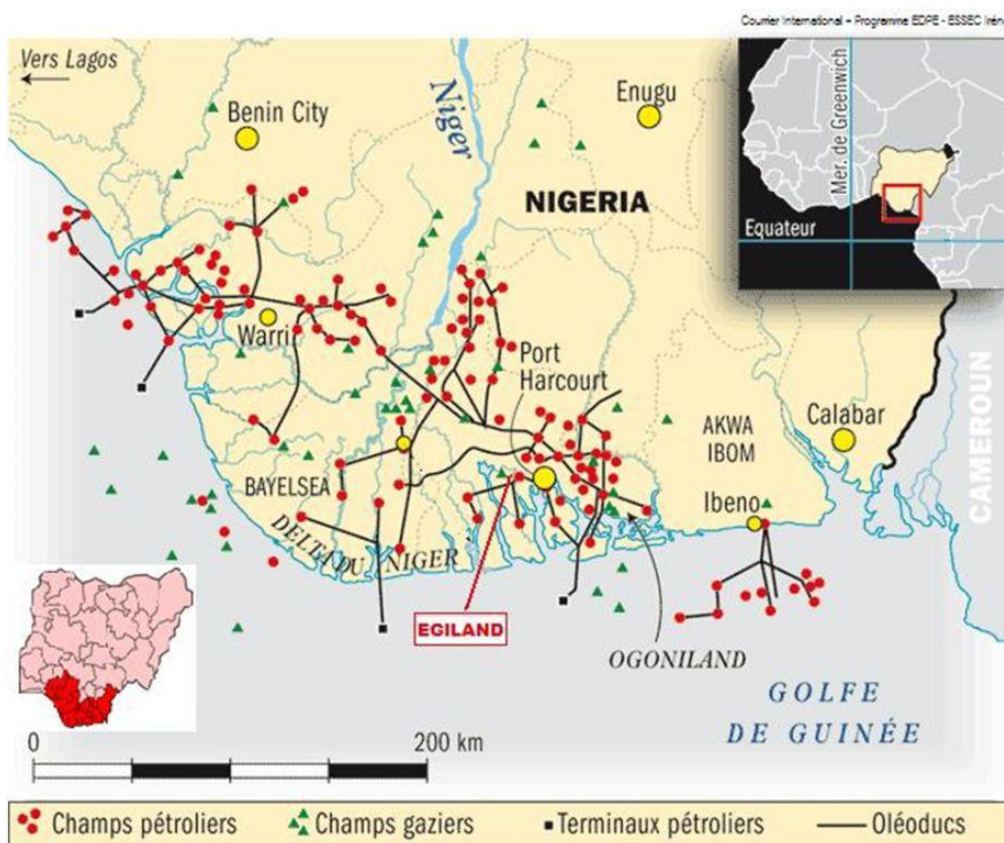 Courrier International – Programme EDPE - ESSEC Iréné
Vers Lagos
Benin City
Niger
Enugu
NIGERIA
Mer. de Greenwich
Equateur
Warri
Port
Harcourt
AKWA
IBOM
Calabar
CAMEROUN
BAYELSEA
Ibeno
DELTA DU NIGER
EGILAND
OGONILAND
GOLFE
DE GUINÉE
0 200 km
Champs pétroliers Champs gaziers Terminaux pétroliers Oléoducs